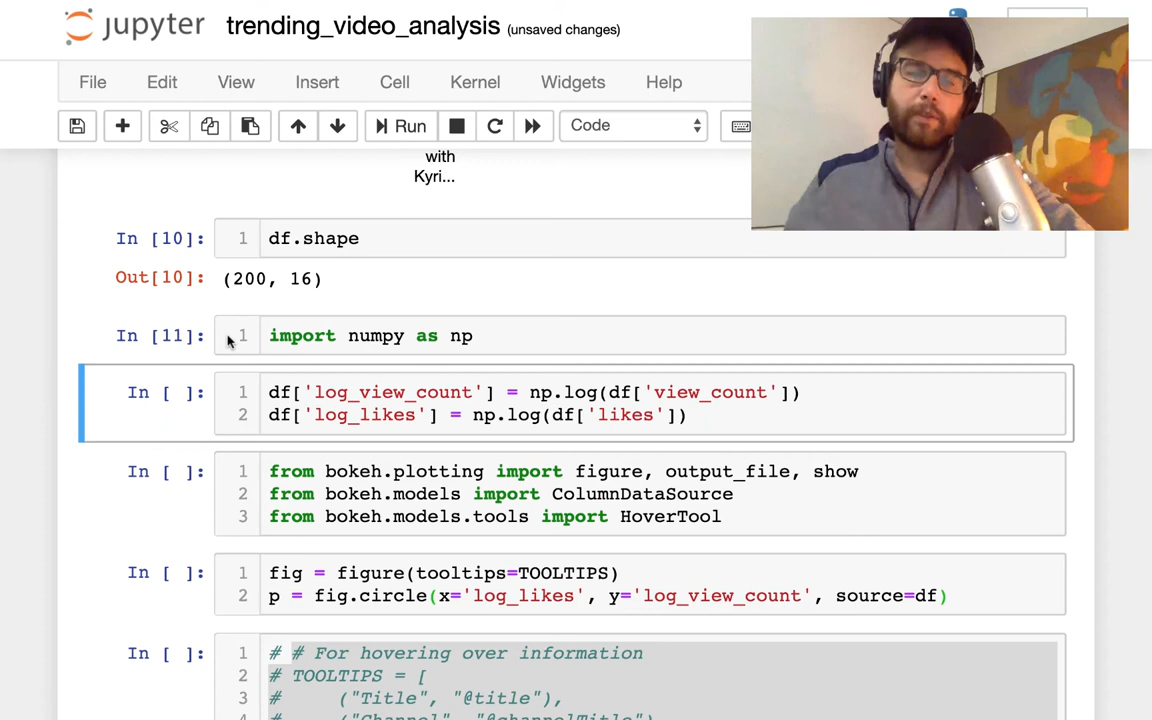 jupyter trending_video_analysis (unsaved changes)
File Edit View Insert Cell Kernel Widgets Help
Run Code
with
Kyri...
In [10]: 1 df.shape
Out[10]: (200, 16)
In [11]: 1 import numpy as np
In [ ]: 1 df['log_view_count'] = np.log(df['view_count'])
2 df['log_likes'] = np.log(df['likes'])
In [ ]: 1 from bokeh.plotting import figure, output_file, show
2 from bokeh.models import ColumnDataSource
3 from bokeh.models.tools import HoverTool
In [ ]: 1 fig = figure(tooltips=TOOLTIPS)
2 p = fig.circle(x='log_likes', y='log_view_count', source=df)
In [ ]: 1 # # For hovering over information
2 # TOOLTIPS = [
3 # ("Title", "@title"),
4 # ("Channel", "@channelTitle")